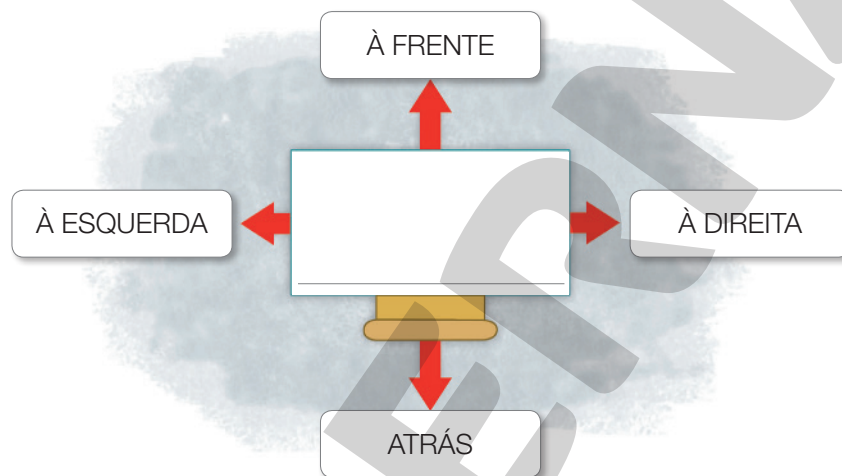 À FRENTE
À ESQUERDA
À DIREITA
ATRÁS